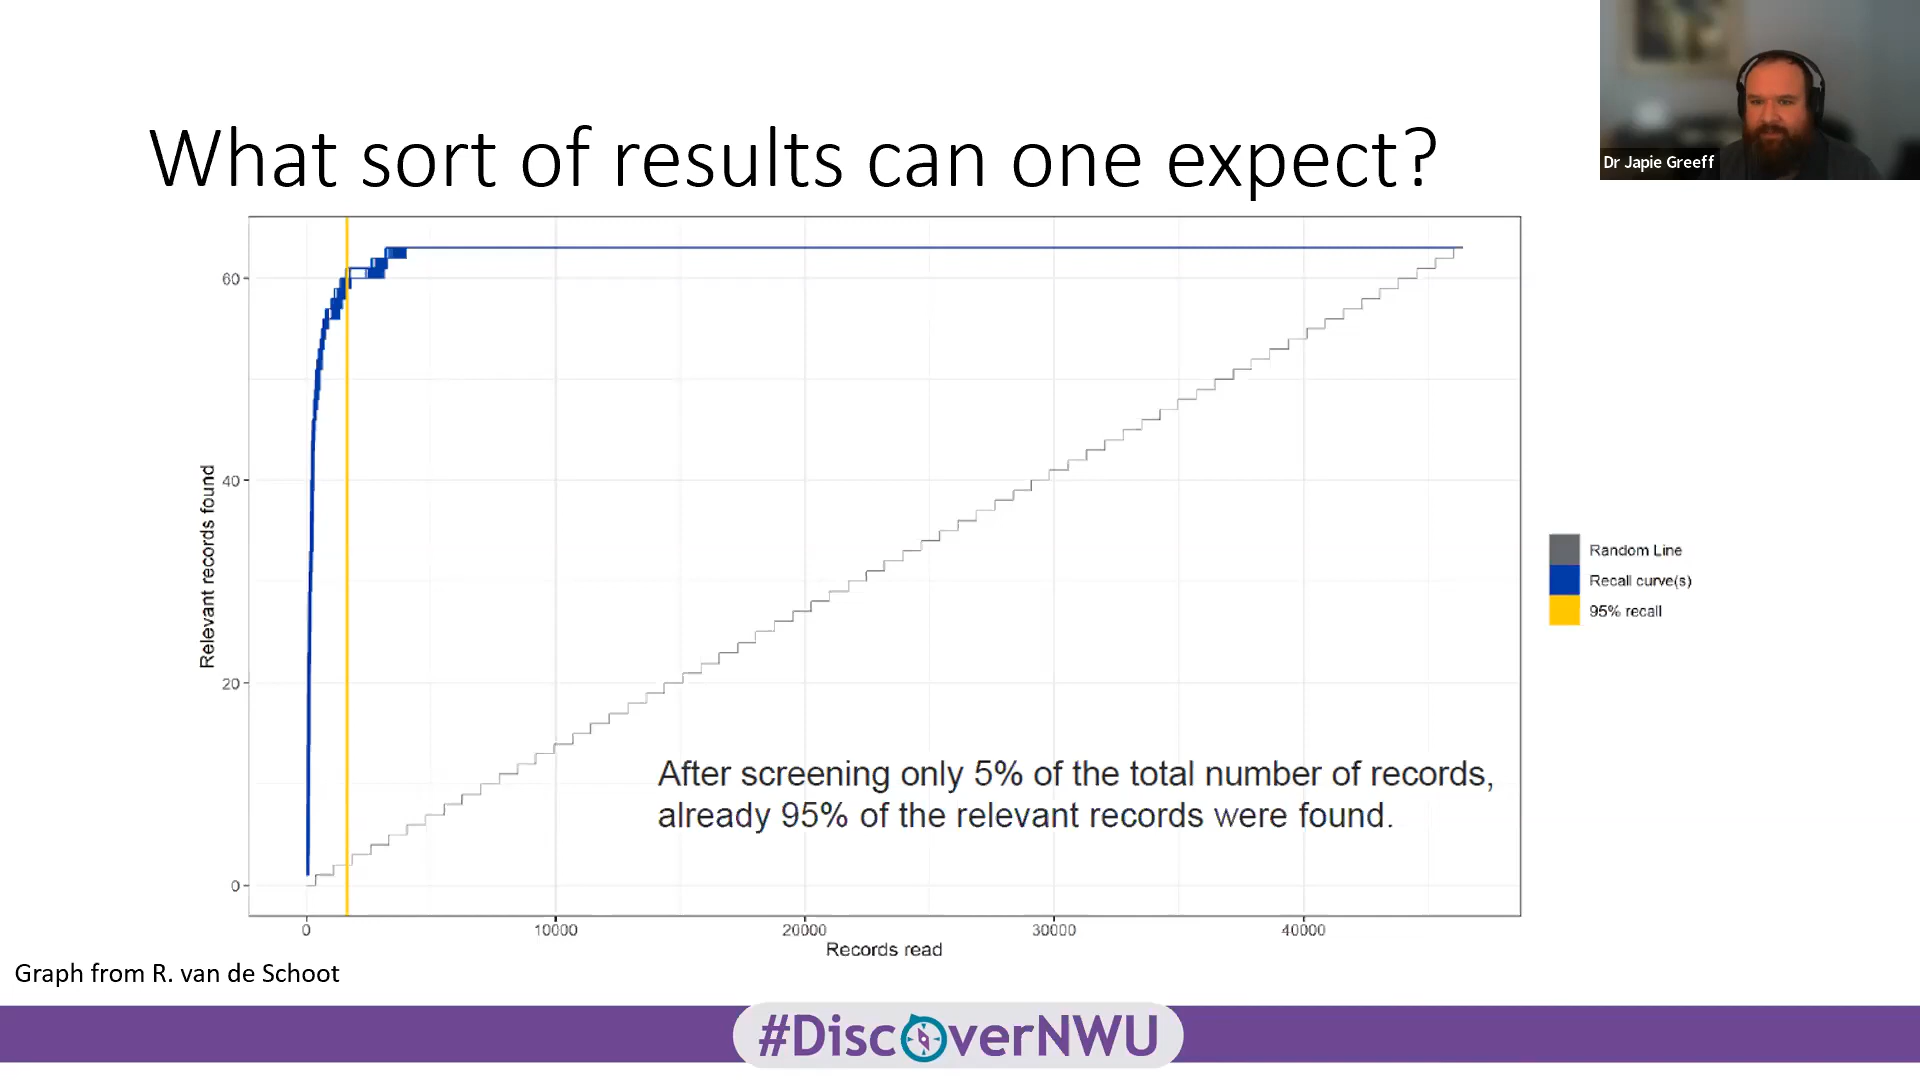 Dr Japie Greeff
What sort of results can one expect?
60
40
20
0
Relevant records found
0 10000 20000 30000 40000
Records read
After screening only 5% of the total number of records,
already 95% of the relevant records were found.
Random Line
Recall curve(s)
95% recall
Graph from R. van de Schoot
#DiscoverNWU